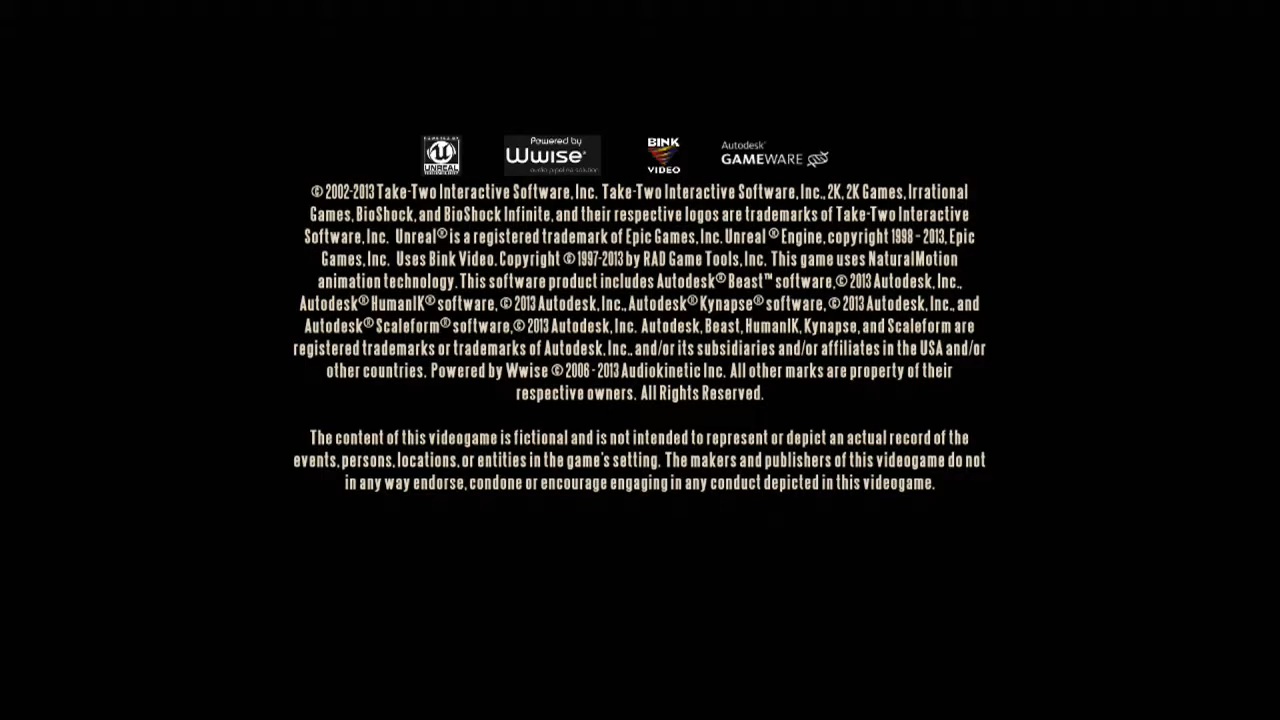 UNREAL
Powered by
Wwise
audio pipeline solution
BINK
VIDEO
Autodesk®
GAMEWARE
© 2002-2013 Take-Two Interactive Software, Inc. Take-Two Interactive Software, Inc., 2K, 2K Games, Irrational
Games, BioShock, and BioShock Infinite, and their respective logos are trademarks of Take-Two Interactive
Software, Inc. Unreal® is a registered trademark of Epic Games, Inc. Unreal ® Engine, copyright 1998 – 2013, Epic
Games, Inc. Uses Bink Video. Copyright © 1997-2013 by RAD Game Tools, Inc. This game uses NaturalMotion
animation technology. This software product includes Autodesk® Beast™ software,© 2013 Autodesk, Inc.,
Autodesk® HumanIK® software, © 2013 Autodesk, Inc., Autodesk® Kynapse® software, © 2013 Autodesk, Inc., and
Autodesk® Scaleform® software,© 2013 Autodesk, Inc. Autodesk, Beast, HumanIK, Kynapse, and Scaleform are
registered trademarks or trademarks of Autodesk, Inc., and/or its subsidiaries and/or affiliates in the USA and/or
other countries. Powered by Wwise © 2006 - 2013 Audiokinetic Inc. All other marks are property of their
respective owners. All Rights Reserved.
The content of this videogame is fictional and is not intended to represent or depict an actual record of the
events, persons, locations, or entities in the game's setting. The makers and publishers of this videogame do not
in any way endorse, condone or encourage engaging in any conduct depicted in this videogame.